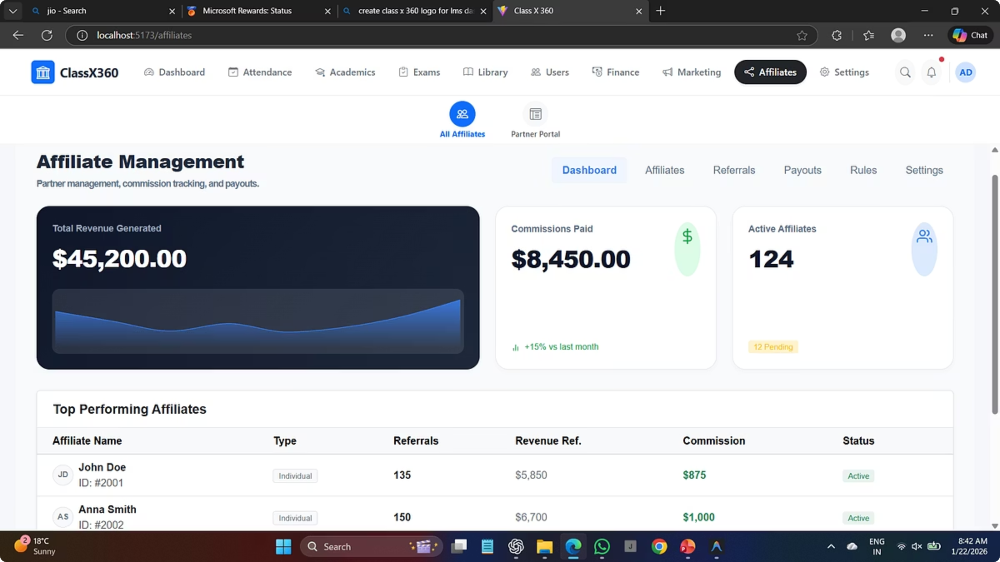 jio - Search
Microsoft Rewards: Status
create class x 360 logo for lms da
Class X 360
localhost:5173/affiliates
Chat
ClassX360
Dashboard
Attendance
Academics
Exams
Library
Users
Finance
Marketing
Affiliates
Settings
AD
All Affiliates
Partner Portal
Affiliate Management
Partner management, commission tracking, and payouts.
Dashboard
Affiliates
Referrals
Payouts
Rules
Settings
Total Revenue Generated
$45,200.00
Commissions Paid
$8,450.00
$
+15% vs last month
Active Affiliates
124
12 Pending
Top Performing Affiliates
Affiliate Name Type Referrals Revenue Ref. Commission Status
JD John Doe Individual 135 $5,850 $875 Active
ID: #2001
AS Anna Smith Individual 150 $6,700 $1,000 Active
ID: #2002
2
18°C
Sunny
Search
J
P
ENG
IN
8:42 AM
1/22/2026